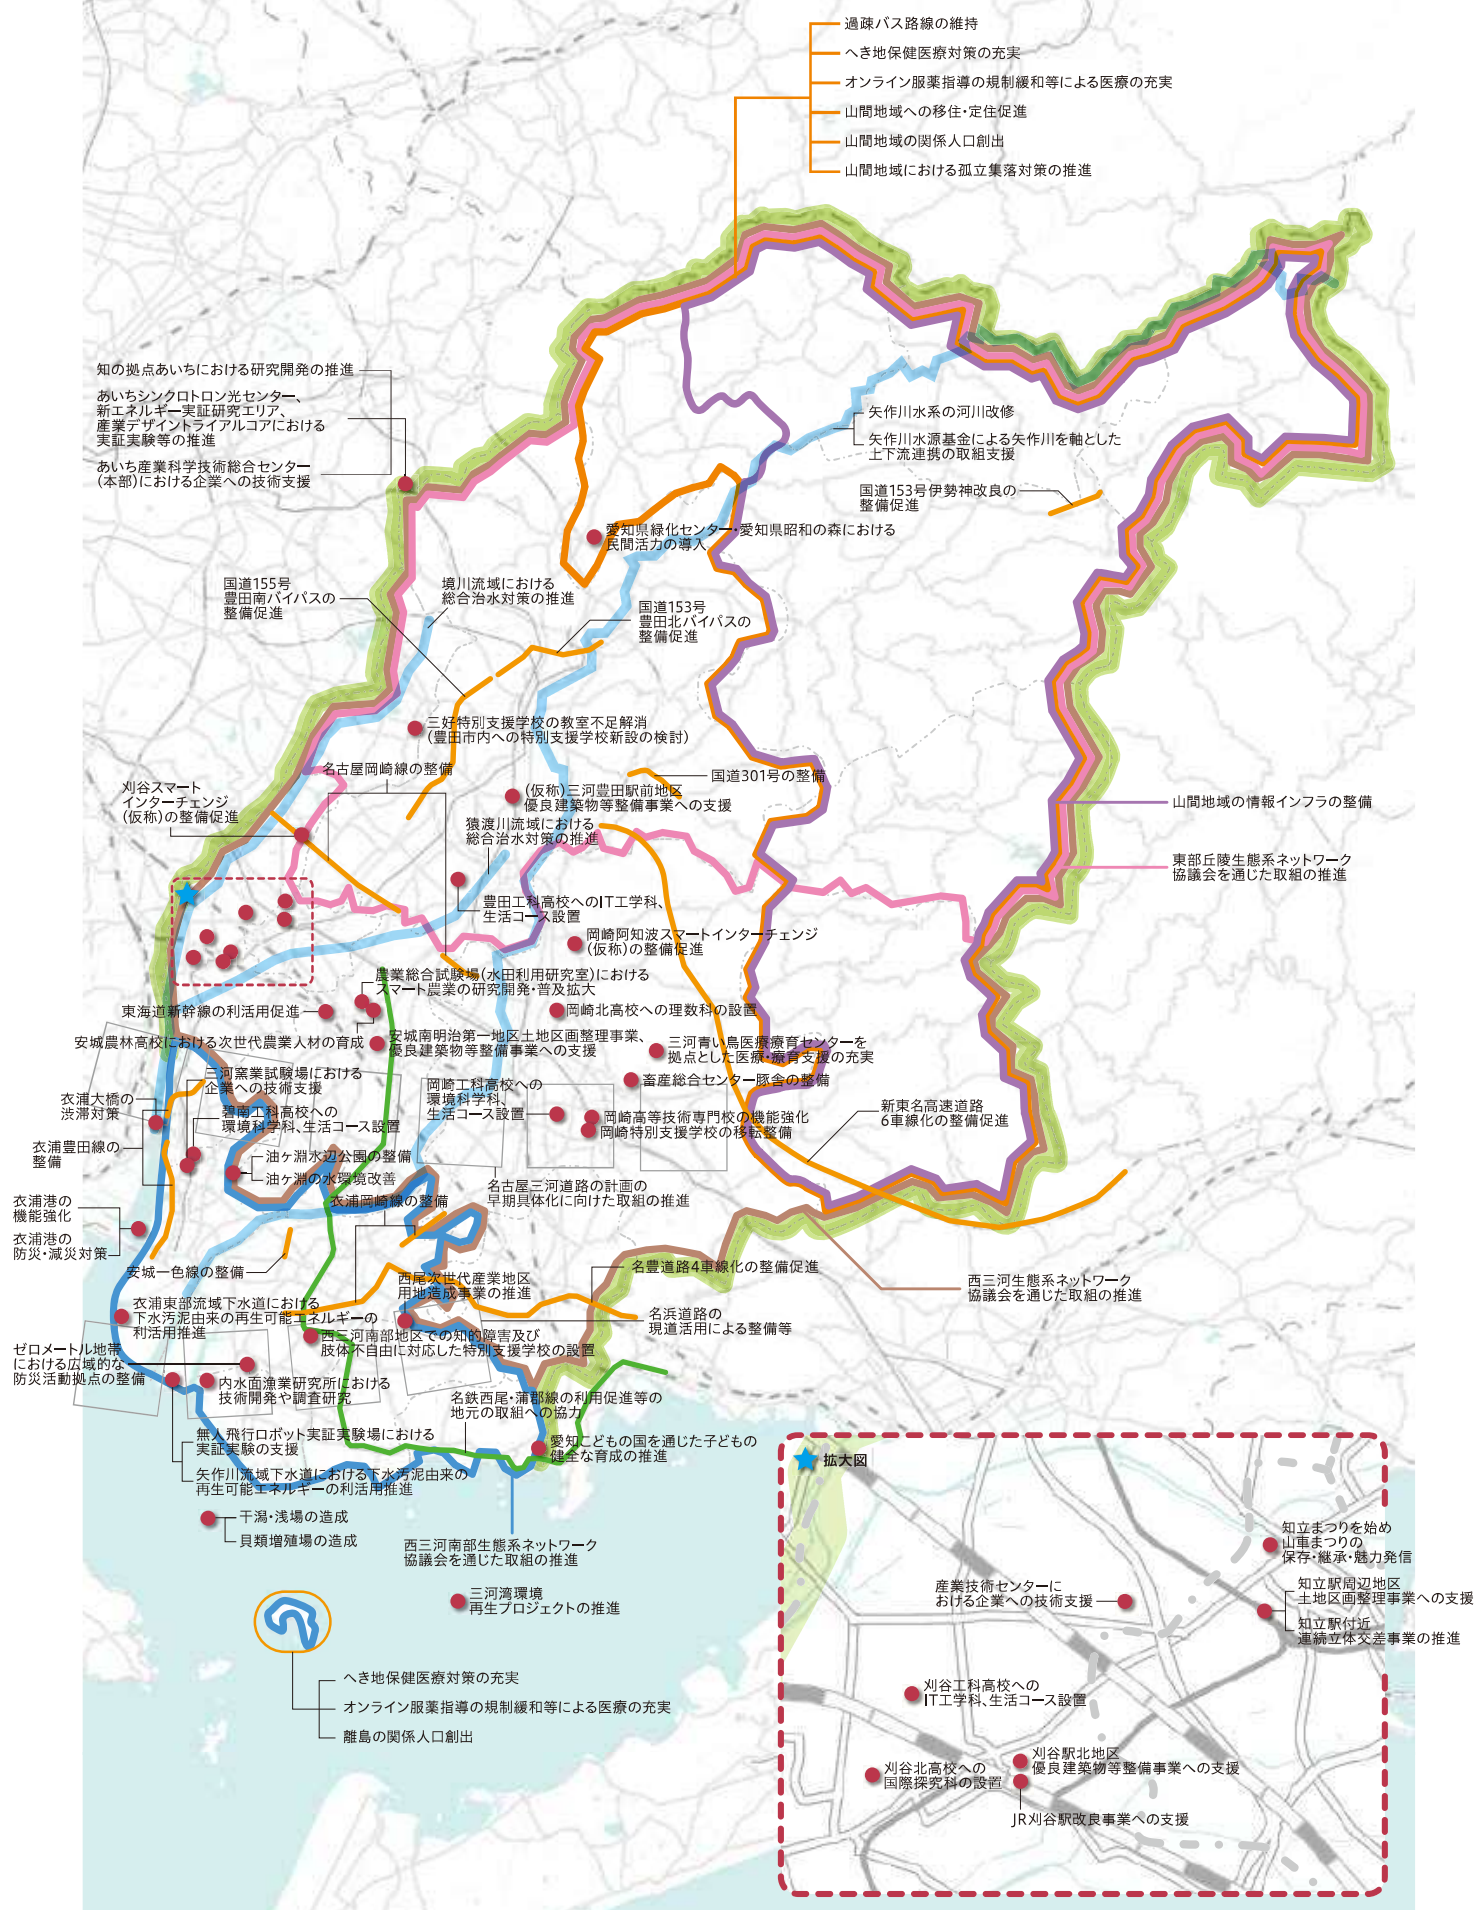 過疎バス路線の維持
へき地保健医療対策の充実
オンライン服薬指導の規制緩和等による医療の充実
山間地域への移住・定住促進
山間地域の関係人口創出
山間地域における孤立集落対策の推進
知の拠点あいちにおける研究開発の推進
あいちシンクロトロン光センター、
新エネルギー実証研究エリア、
産業デザイントライアルコアにおける
実証実験等の推進
あいち産業科学技術総合センター
(本部)における企業への技術支援
矢作川水系の河川改修
矢作川水源基金による矢作川を軸とした
上下流連携の取組支援
国道153号伊勢神改良の
整備促進
愛知県緑化センター・愛知県昭和の森における
民間活力の導入
国道155号
豊田南バイパスの
整備促進
境川流域における
総合治水対策の推進
国道153号
豊田北バイパスの
整備促進
三好特別支援学校の教室不足解消
(豊田市内への特別支援学校新設の検討)
名古屋岡崎線の整備
国道301号の整備
刈谷スマート
インターチェンジ
(仮称)の整備促進
(仮称)三河豊田駅前地区
優良建築物等整備事業への支援
猿渡川流域における
総合治水対策の推進
山間地域の情報インフラの整備
東部丘陵生態系ネットワーク
協議会を通じた取組の推進
豊田工科高校へのIT工学科、
生活コース設置
岡崎阿知波スマートインターチェンジ
(仮称)の整備促進
農業総合試験場(水田利用研究室)における
スマート農業の研究開発・普及拡大
東海道新幹線の利活用促進
岡崎北高校への理数科の設置
安城農林高校における次世代農業人材の育成
安城南明治第一地区土地区画整理事業、
優良建築物等整備事業への支援
三河青い鳥医療療育センターを
拠点とした医療・療育支援の充実
三河窯業試験場における
企業への技術支援
岡崎工科高校への
環境科学科、
生活コース設置
畜産総合センター豚舎の整備
衣浦大橋の
渋滞対策
碧南工科高校への
環境科学科、生活コース設置
岡崎高等技術専門校の機能強化
岡崎特別支援学校の移転整備
新東名高速道路
6車線化の整備促進
衣浦豊田線の
整備
油ヶ淵水辺公園の整備
油ヶ淵の水環境改善
名古屋三河道路の計画の
早期具体化に向けた取組の推進
衣浦港の
機能強化
衣浦岡崎線の整備
衣浦港の
防災・減災対策
安城一色線の整備
西尾次世代産業地区
用地造成事業の推進
名豊道路4車線化の整備促進
西三河生態系ネットワーク
協議会を通じた取組の推進
衣浦東部流域下水道における
下水汚泥由来の再生可能エネルギーの
利活用推進
名浜道路の
現道活用による整備等
西三河南部地区での知的障害及び
肢体不自由に対応した特別支援学校の設置
ゼロメートル地帯
における広域的な
防災活動拠点の整備
内水面漁業研究所における
技術開発や調査研究
名鉄西尾・蒲郡線の利用促進等の
地元の取組への協力
無人飛行ロボット実証実験場における
実証実験の支援
愛知こどもの国を通じた子どもの
健全な育成の推進
矢作川流域下水道における下水汚泥由来の
再生可能エネルギーの利活用推進
干潟・浅場の造成
貝類増殖場の造成
西三河南部生態系ネットワーク
協議会を通じた取組の推進
三河湾環境
再生プロジェクトの推進
へき地保健医療対策の充実
オンライン服薬指導の規制緩和等による医療の充実
離島の関係人口創出
拡大図
知立まつりを始め
山車まつりの
保存・継承・魅力発信
産業技術センターに
おける企業への技術支援
知立駅周辺地区
土地区画整理事業への支援
知立駅付近
連続立体交差事業の推進
刈谷工科高校への
IT工学科、生活コース設置
刈谷北高校への
国際探究科の設置
刈谷駅北地区
優良建築物等整備事業への支援
JR刈谷駅改良事業への支援